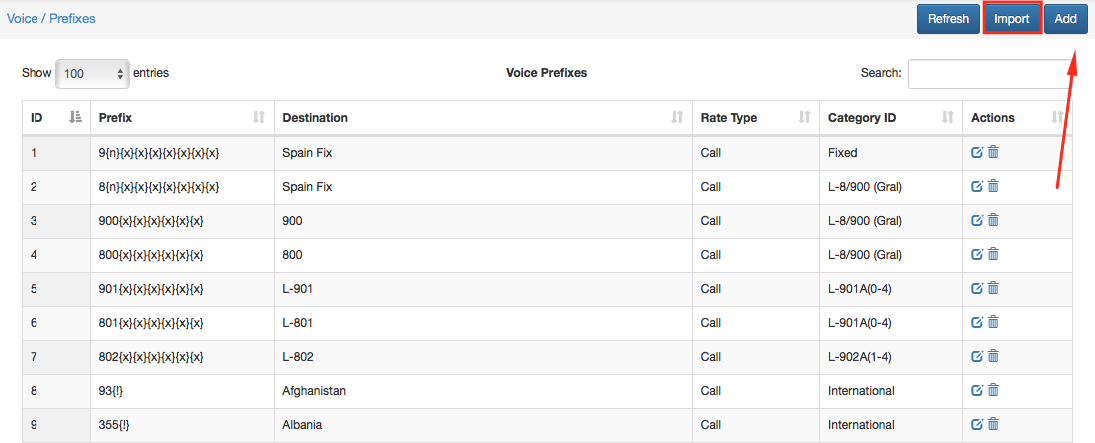 Voice / Prefixes Refresh Import Add
Show 100 entries Voice Prefixes Search:
ID Prefix Destination Rate Type Category ID Actions
1 9{n}{x}{x}{x}{x}{x}{x}{x} Spain Fix Call Fixed
2 8{n}{x}{x}{x}{x}{x}{x}{x} Spain Fix Call L-8/900 (Gral)
3 900{x}{x}{x}{x}{x}{x} 900 Call L-8/900 (Gral)
4 800{x}{x}{x}{x}{x}{x} 800 Call L-8/900 (Gral)
5 901{x}{x}{x}{x}{x}{x} L-901 Call L-901A(0-4)
6 801{x}{x}{x}{x}{x}{x} L-801 Call L-901A(0-4)
7 802{x}{x}{x}{x}{x}{x} L-802 Call L-902A(1-4)
8 93{!} Afghanistan Call International
9 355{!} Albania Call International